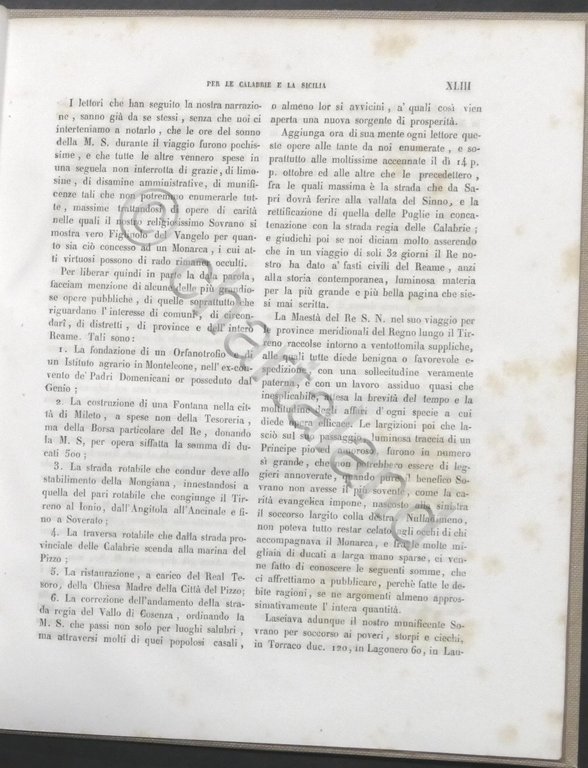 PER LE CALABRIE E LA SICILIA
XLIII
I lettori che han seguito la nostra narrazio-
ne, sanno già da se stessi, senza che noi ci
interteniamo a notarlo, che le ore del sonno
della M. S. durante il viaggio furono pochis-
sime, e che tutte le altre vennero spese in
una seguela non interrotta di grazie, di limo-
sine, di disamine amministrative, di munifi-
cenze tali che non potremmo enumerarle tut-
te, massime trattandosi di opere di carità
nelle quali il nostro religiosissimo Sovrano si
mostra vero Figliuolo del Vangelo per quan-
to sia ciò concesso ad un Monarca, i cui at-
ti virtuosi possono di rado rimaner occulti.
Per liberar quindi in parte la data parola,
facciam menzione di alcune delle più grandio-
se opere pubbliche, di quelle soprattutto che
riguardano l'interesse di comuni, di circon-
dari, di distretti, di province e dell'intero
Reame. Tali sono:
1. La fondazione di un Orfanotrofio e di
un Istituto agrario in Monteleone, nell'ex-con-
vento de' Padri Domenicani or posseduto dal
Genio;
2. La costruzione di una Fontana nella cit-
tà di Mileto, a spese non della Tesoreria,
ma della Borsa particolare del Re, donando
la M. S. per opera siffatta la somma di du-
cati 500;
3. La strada rotabile che condur deve allo
stabilimento della Mongiana, innestandosi a
quella del pari rotabile che congiunge il Tir-
reno al Ionio, dall'Angitola all'Ancinale e fi-
no a Soverato;
4. La traversa rotabile che dalla strada pro-
vinciale delle Calabrie scenda alla marina del
Pizzo;
5. La ristaurazione, a carico del Real Te-
soro, della Chiesa Madre della Città del Pizzo;
6. La correzione dell'andamento della stra-
da regia del Vallo di Cosenza, ordinando la
M. S. che passi non solo per luoghi salubri,
ma attraversi molti di quei popolosi casali,
o almeno lor si avvicini, a' quali così vien
aperta una nuova sorgente di prosperità.
Aggiunga ora di sua mente ogni lettore que-
ste opere alle tante da noi enumerate, e so-
prattutto alle moltissime accennate il dì 14 p.
p. ottobre ed alle altre che le precedettero,
fra le quali massima è la strada che da Sa-
pri dovrà ferire alla vallata del Sinno, e la
rettificazione di quella delle Puglie in conca-
tenazione con la strada regia delle Calabrie;
e giudichi poi se noi diciam molto asserendo
che in un viaggio di soli 32 giorni il Re no-
stro ha dato a' fasti civili del Reame, anzi
alla storia contemporanea, luminosa materia
per la più grande e più bella pagina che sie-
si mai scritta.
La Maestà del Re S. N. nel suo viaggio per
le province meridionali del Regno lungo il Tir-
reno raccolse intorno a ventottomila suppliche,
alle quali tutte diede benigna o favorevole e-
spedizione con una sollecitudine veramente
paterna e con un lavoro assiduo quasi che
inesplicabile attesa la brevità del tempo e la
moltitudine degli affari d'ogni specie a cui
diede opera efficace. Le largizioni poi che la-
sciò sul suo passaggio, luminosa traccia di un
Principe pio e generoso, furono in numero
sì grande, che non potrebbero essere di leg-
gieri annoverate, quando pure il benefico So-
vrano non avesse il più sovente, come la ca-
rità evangelica impone, nascosto alla sinistra
il soccorso largito colla destra. Nulladimeno,
non poteva tutto restar celato agli occhi di chi
accompagnava il Monarca, e fra le molte mi-
gliaia di ducati a larga mano sparse, ci ven-
ne fatto di conoscere le seguenti somme, che
ci affrettiamo a pubblicare, perchè fatte le de-
bite ragioni, se ne argomenti almeno appros-
simativamente l'intera quantità.
Lasciava adunque il nostro munificente So-
vrano per soccorso ai poveri, storpi e ciechi,
in Torraco duc. 120, in Lagonero 60, in Lau-
© chartaland